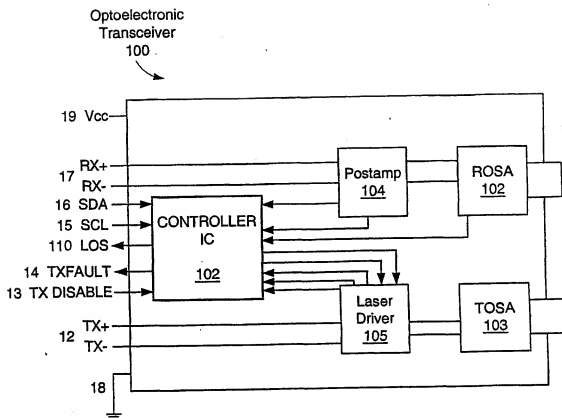 Optoelectronic
Transceiver
100
19 Vcc
17 RX+
RX-
16 SDA
15 SCL
110 LOS
14 TXFAULT
13 TX DISABLE
12 TX+
TX-
18
CONTROLLER
IC
102
Postamp
104
ROSA
102
Laser
Driver
105
TOSA
103